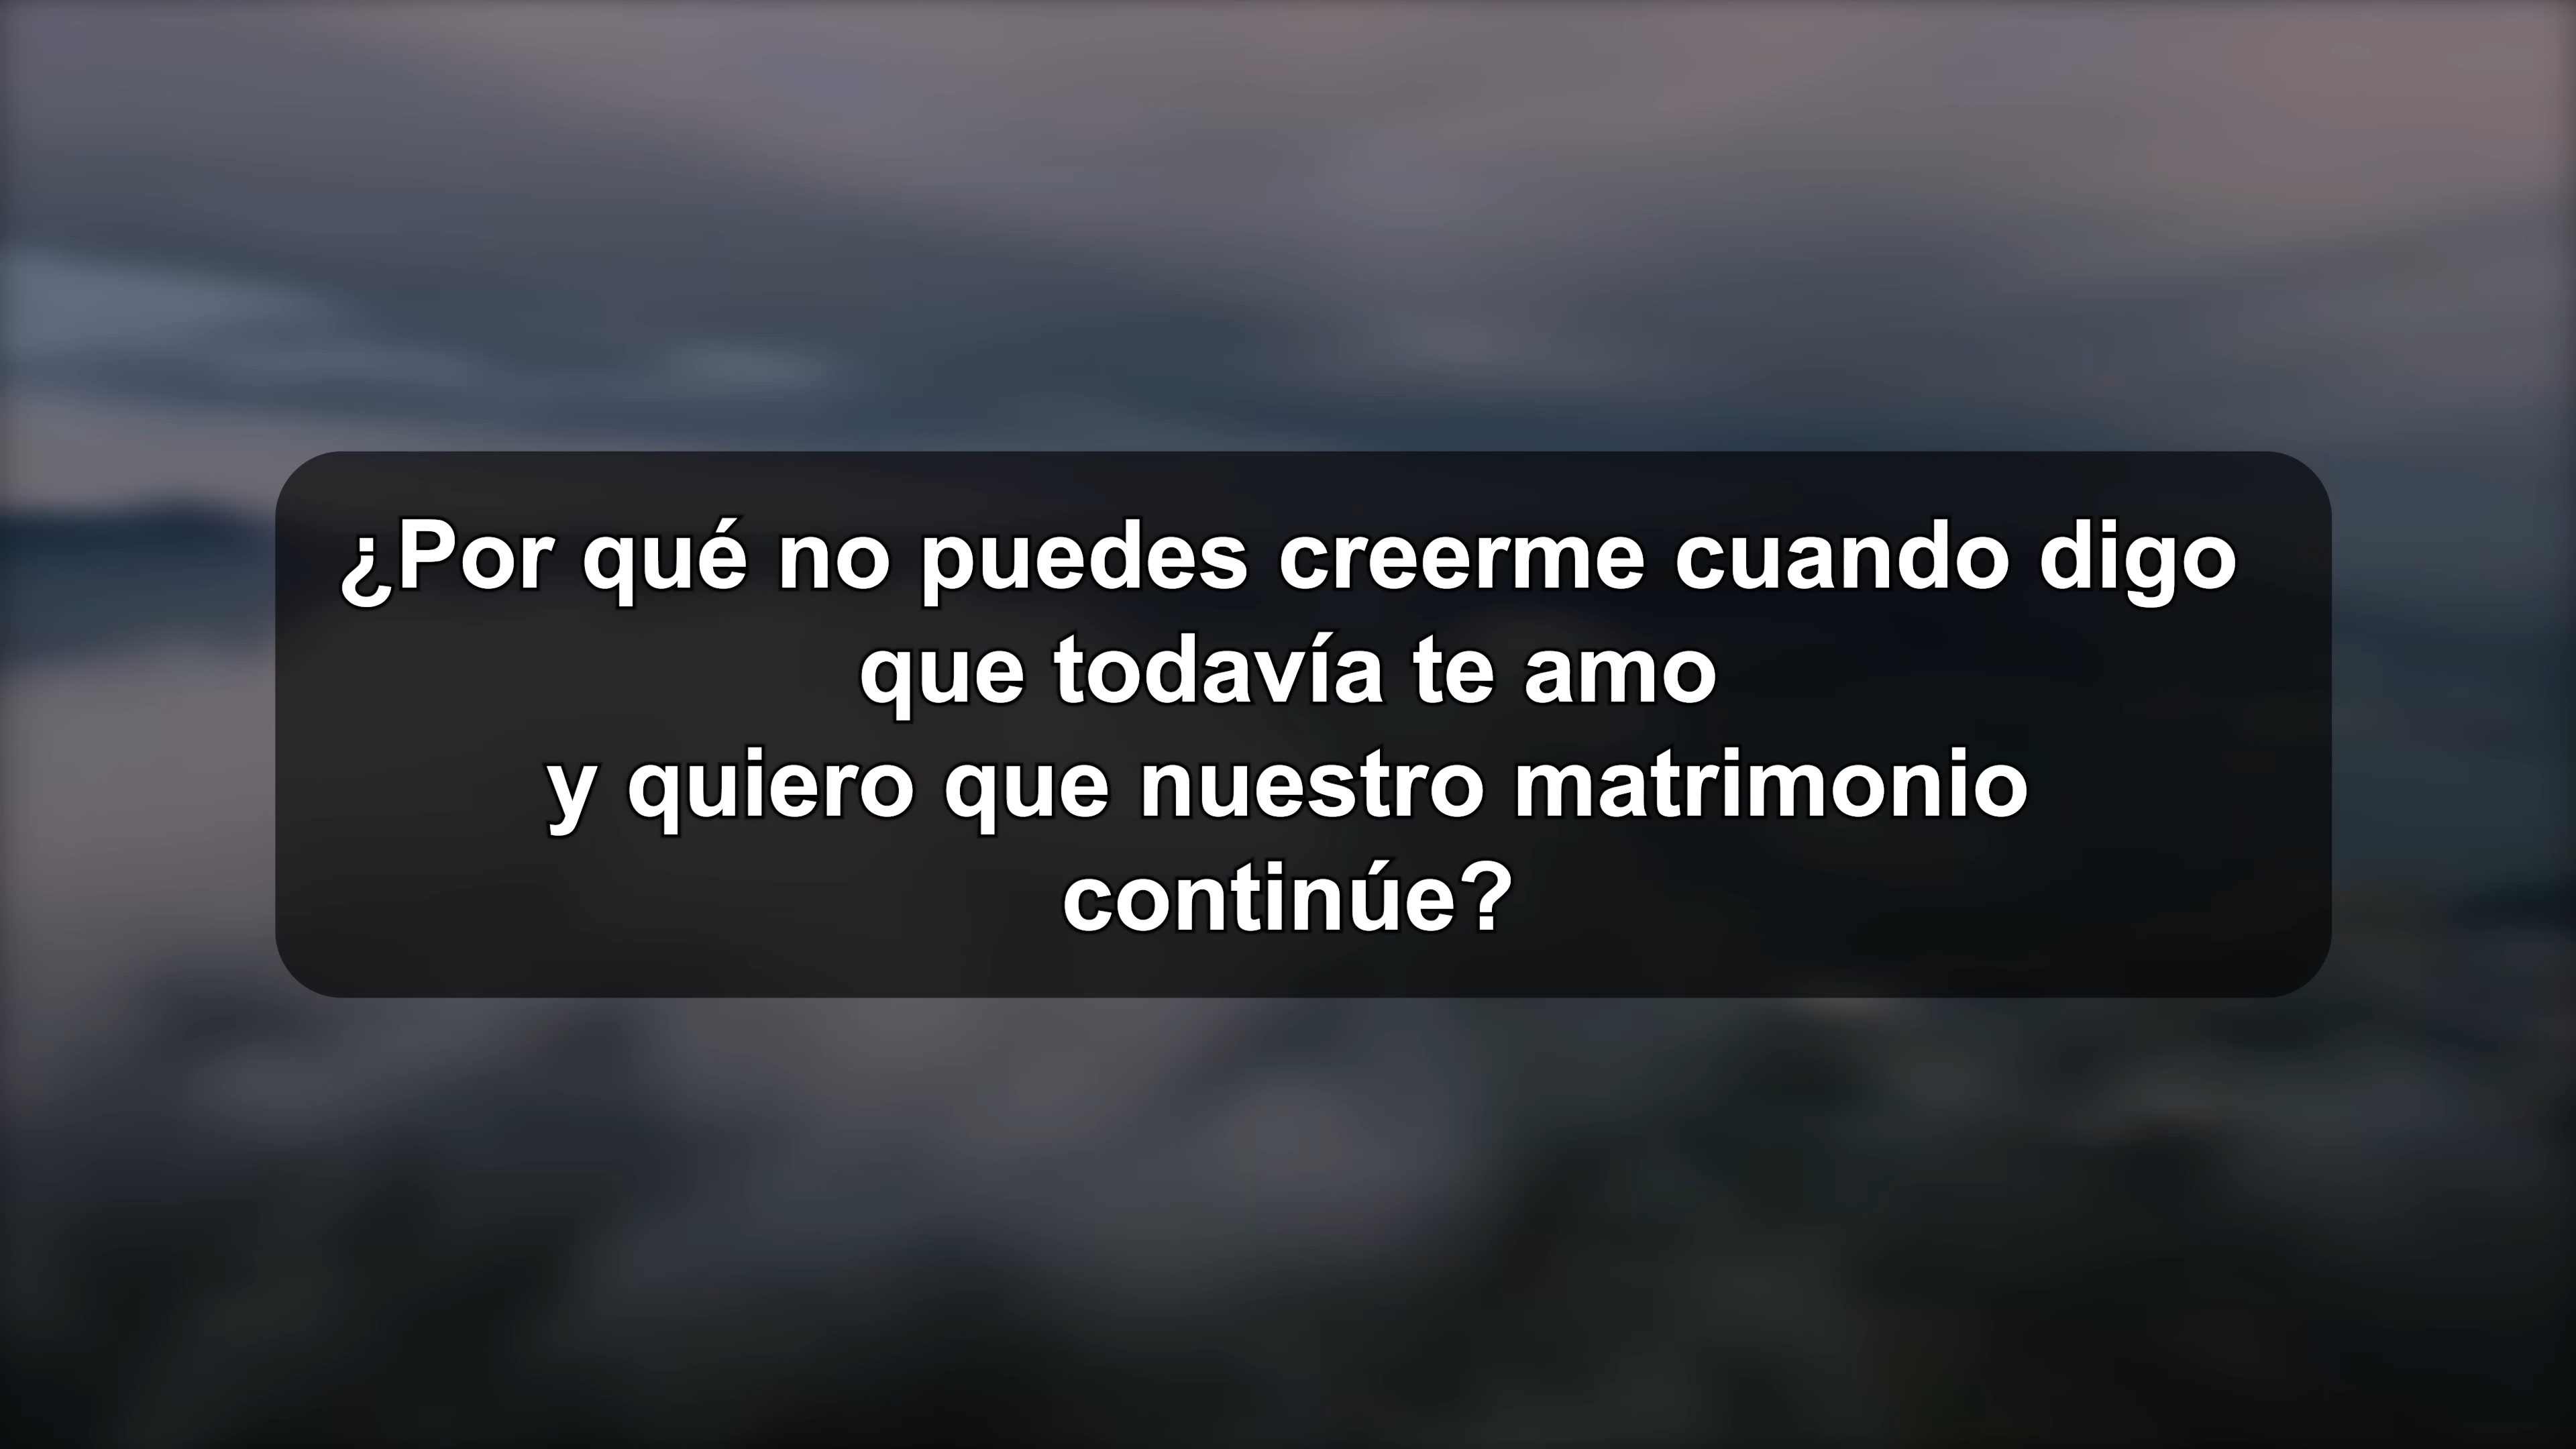 ¿Por qué no puedes creerme cuando digo
que todavía te amo
y quiero que nuestro matrimonio
continúe?